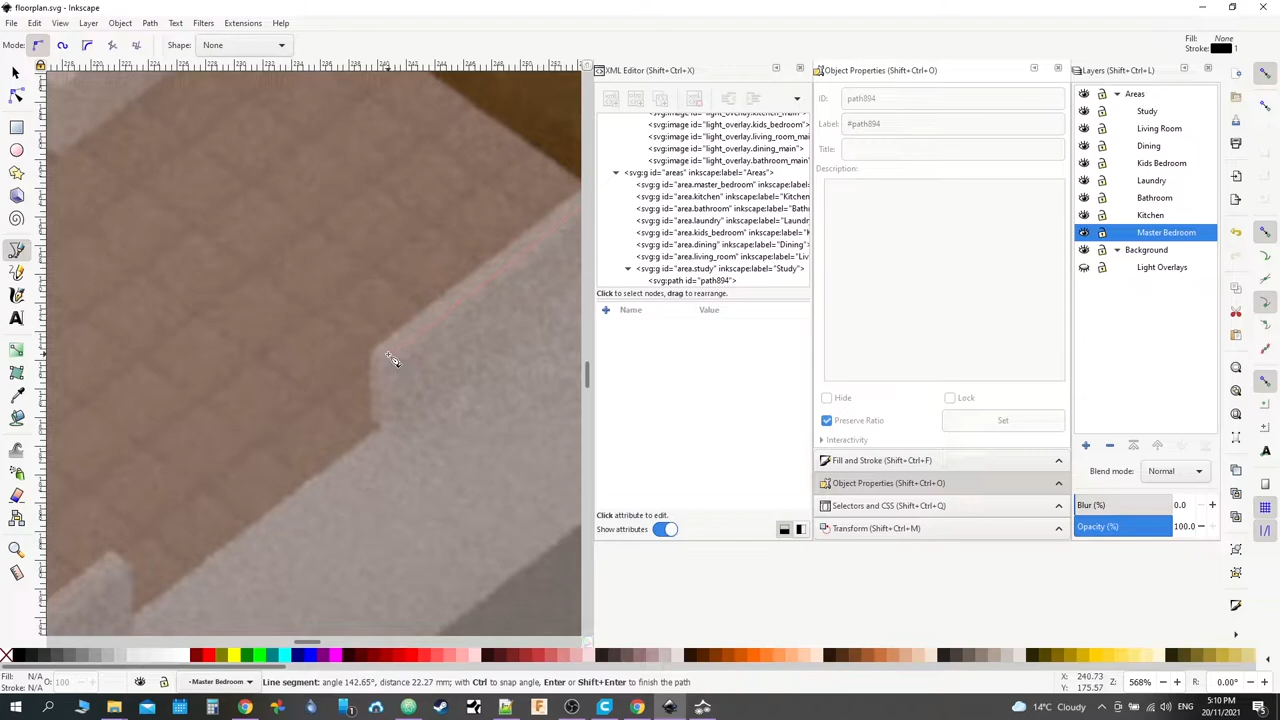 floorplan.svg - Inkscape
File Edit View Layer Object Path Text Filters Extensions Help
Mode: Shape: None
Fill: None
Stroke: 1
XML Editor (Shift+Ctrl+X)
<svg:image id="light_overlay.kitchen_main"
<svg:image id="light_overlay.kids_bedroom">
<svg:image id="light_overlay.living_room_mai
<svg:image id="light_overlay.dining_main">
<svg:image id="light_overlay.bathroom_main"
<svg:g id="areas" inkscape:label="Areas">
<svg:g id="area.master_bedroom" inkscape:label=
<svg:g id="area.kitchen" inkscape:label="Kitchen
<svg:g id="area.bathroom" inkscape:label="Bathr
<svg:g id="area.laundry" inkscape:label="Laundr
<svg:g id="area.kids_bedroom" inkscape:label="
<svg:g id="area.dining" inkscape:label="Dining">
<svg:g id="area.living_room" inkscape:label="Liv
<svg:g id="area.study" inkscape:label="Study">
<svg:path id="path894">
Click to select nodes, drag to rearrange.
Name Value
Click attribute to edit.
Show attributes
Object Properties (Shift+Ctrl+O)
ID: path894
Label: #path894
Title:
Description:
Hide Lock
Preserve Ratio Set
Interactivity
Fill and Stroke (Shift+Ctrl+F)
Object Properties (Shift+Ctrl+O)
Selectors and CSS (Shift+Ctrl+Q)
Transform (Shift+Ctrl+M)
Layers (Shift+Ctrl+L)
Areas
Study
Living Room
Dining
Kids Bedroom
Laundry
Bathroom
Kitchen
Master Bedroom
Background
Light Overlays
Blend mode: Normal
Blur (%) 0.0
Opacity (%) 100.0
Fill: N/A O: 100
Stroke: N/A
Master Bedroom
Line segment: angle 142.65°, distance 22.27 mm; with Ctrl to snap angle, Enter or Shift+Enter to finish the path
X: 240.73
Y: 175.57
Z: 568%
R: 0.00°
14°C Cloudy
ENG
5:10 PM
20/11/2021